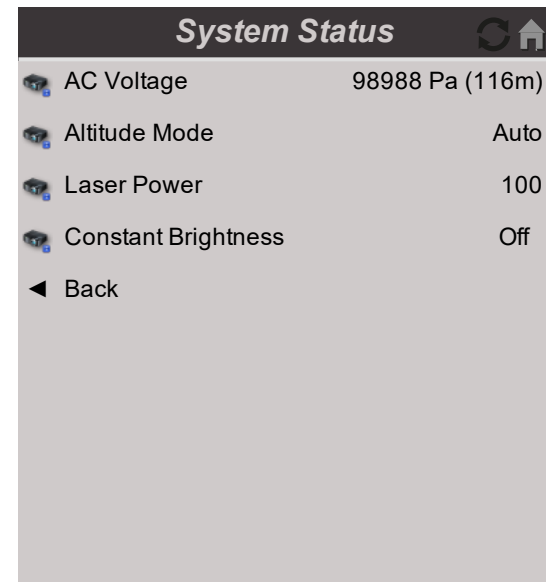 System Status
AC Voltage 98988 Pa (116m)
Altitude Mode Auto
Laser Power 100
Constant Brightness Off
Back